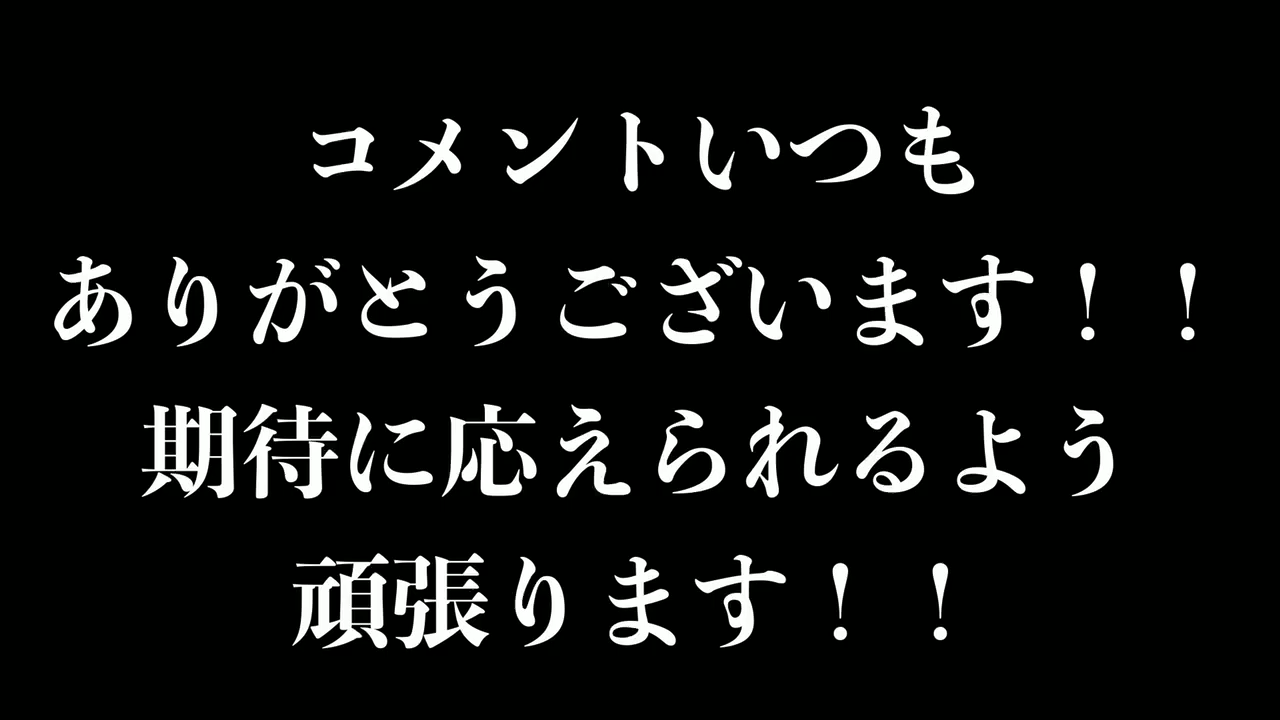 コメントいつも
ありがとうございます！！
期待に応えられるよう
頑張ります！！